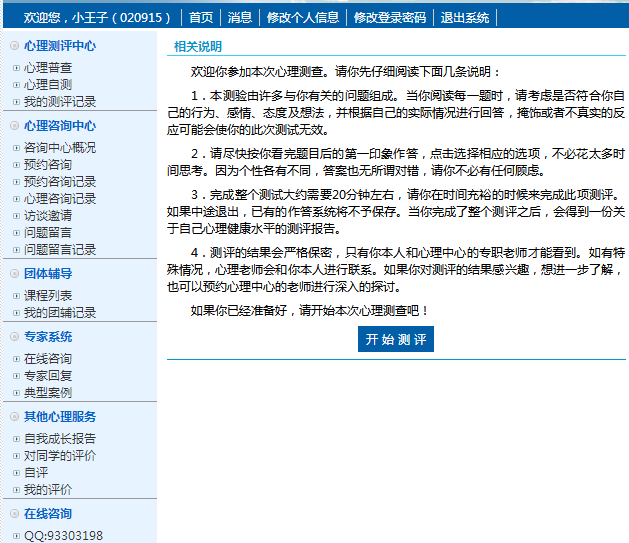 欢迎您，小王子（020915） | 首页 | 消息 | 修改个人信息 | 修改登录密码 | 退出系统
心理测评中心
心理普查
心理自测
我的测评记录
心理咨询中心
咨询中心概况
预约咨询
预约咨询记录
心理咨询记录
访谈邀请
问题留言
问题留言记录
团体辅导
课程列表
我的团辅记录
专家系统
在线咨询
专家回复
典型案例
其他心理服务
自我成长报告
对同学的评价
自评
我的评价
在线咨询
QQ:93303198
相关说明
欢迎你参加本次心理测查。请你先仔细阅读下面几条说明：
1．本测验由许多与你有关的问题组成。当你阅读每一题时，请考虑是否符合你自
己的行为、感情、态度及想法，并根据自己的实际情况进行回答，掩饰或者不真实的反
应可能会使你的此次测试无效。
2．请尽快按你看完题目后的第一印象作答，点击选择相应的选项，不必花太多时
间思考。因为个性各有不同，答案也无所谓对错，请你不必有任何顾虑。
3．完成整个测试大约需要20分钟左右，请你在时间充裕的时候来完成此项测评。
如果中途退出，已有的作答系统将不予保存。当你完成了整个测评之后，会得到一份关
于自己心理健康水平的测评报告。
4．测评的结果会严格保密，只有你本人和心理中心的专职老师才能看到。如有特
殊情况，心理老师会和你本人进行联系。如果你对测评的结果感兴趣，想进一步了解，
也可以预约心理中心的老师进行深入的探讨。
如果你已经准备好，请开始本次心理测查吧！
开 始 测 评